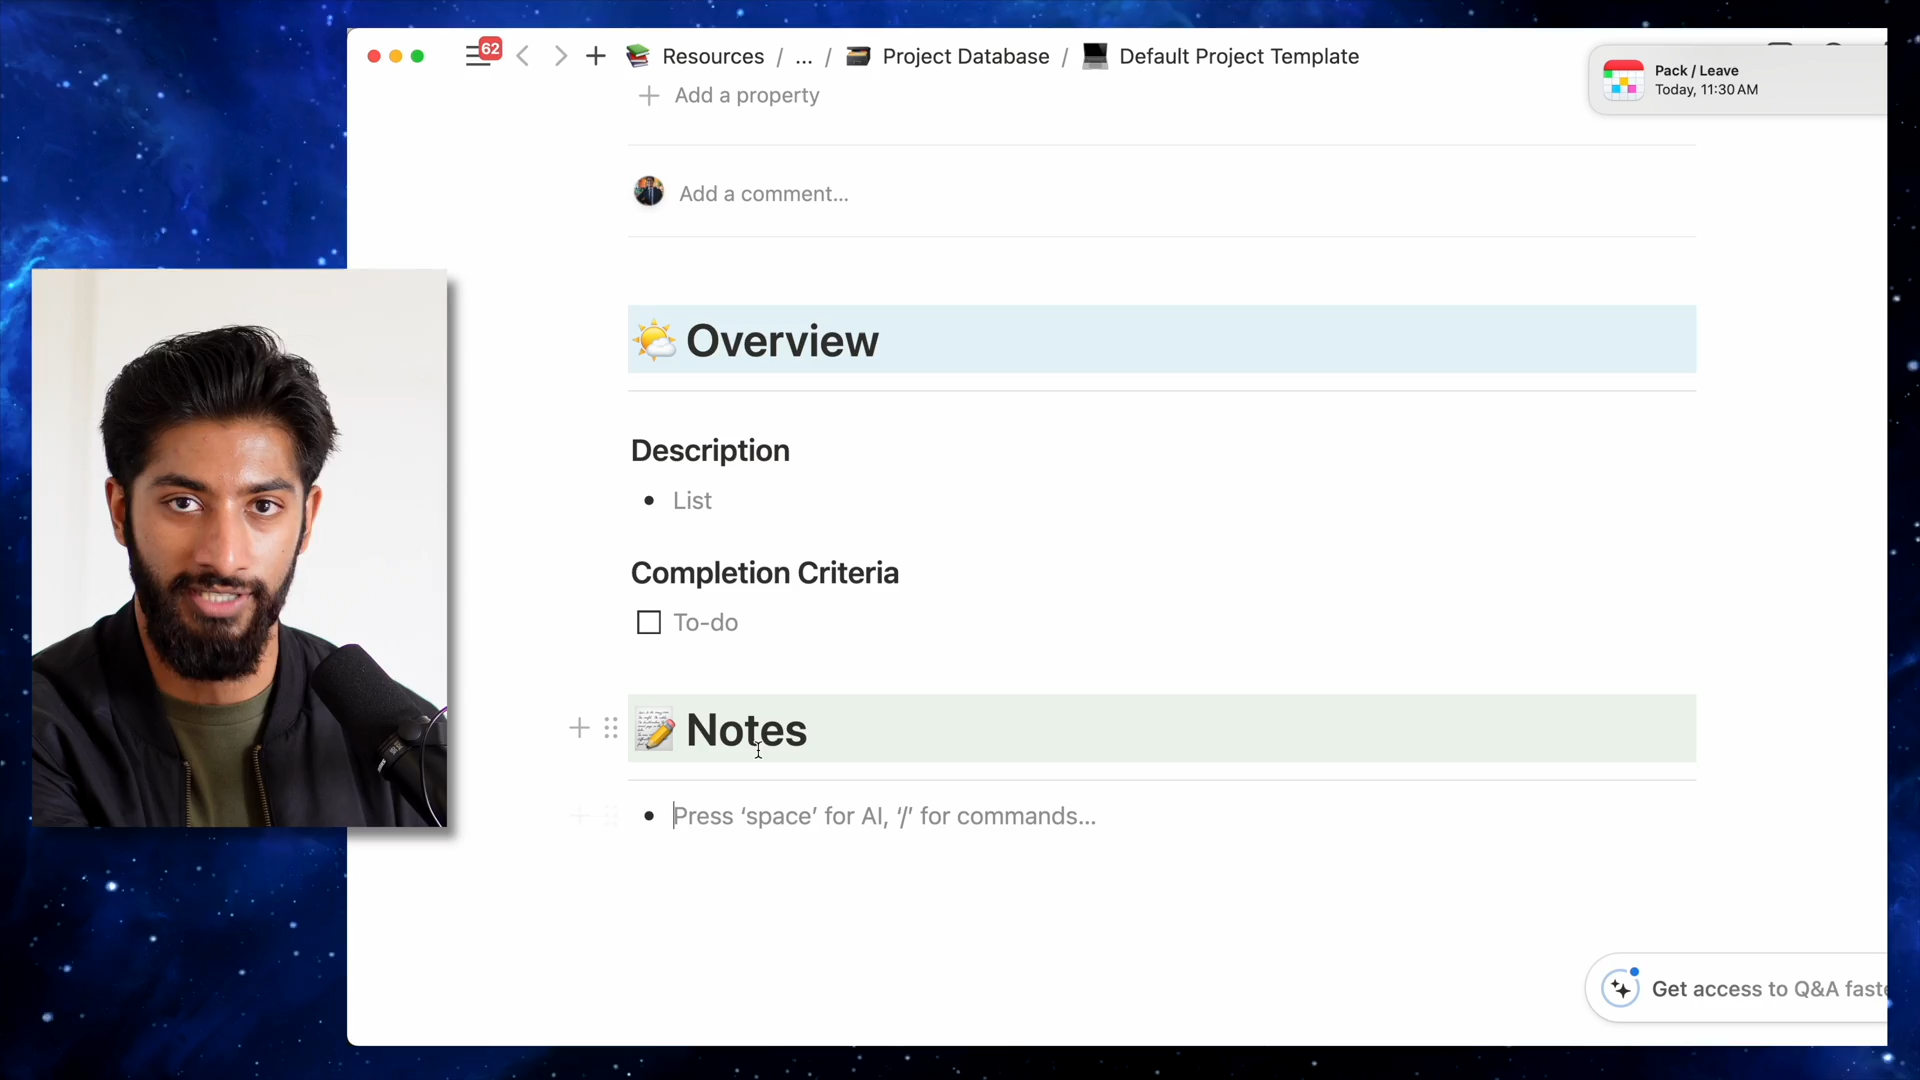 62
Resources / ... / Project Database / Default Project Template
Pack / Leave
Today, 11:30 AM
Add a property
Add a comment...
Overview
Description
List
Completion Criteria
To-do
Notes
Press ‘space’ for AI, ‘/’ for commands...
Get access to Q&A faste